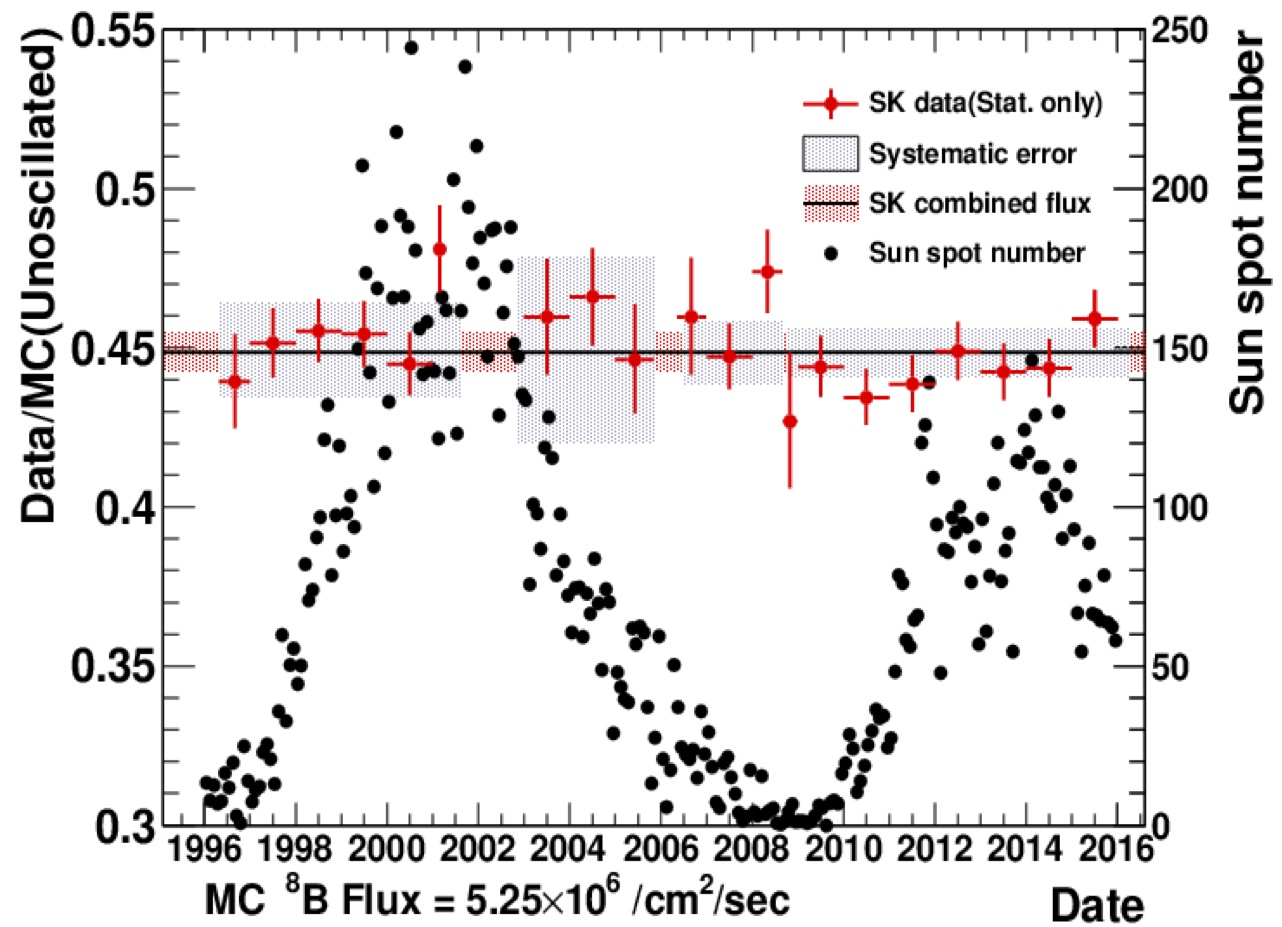 Data/MC(Unoscillated)
0.55
0.5
0.45
0.4
0.35
0.3
SK data(Stat. only)
Systematic error
SK combined flux
Sun spot number
250
200
150
100
50
0
Sun spot number
1996 1998 2000 2002 2004 2006 2008 2010 2012 2014 2016
MC ⁸B Flux = 5.25×10⁶ /cm²/sec
Date